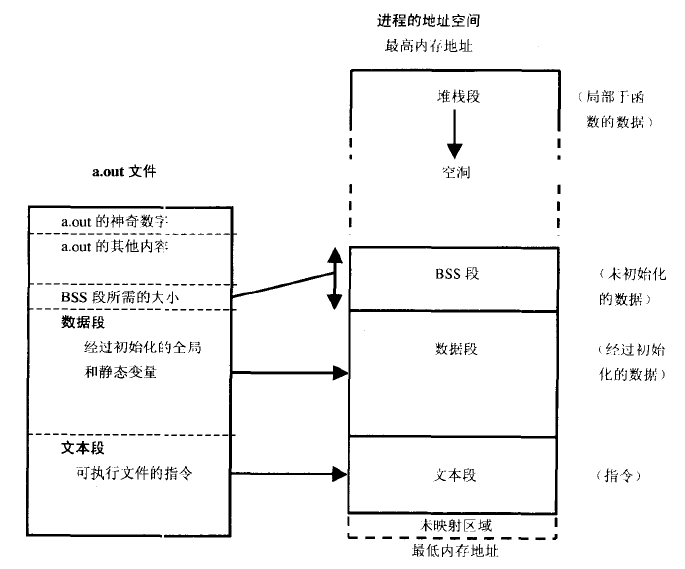 进程的地址空间
最高内存地址
堆栈段
（局部于函
数的数据）
空洞
a.out 文件
a.out 的神奇数字
a.out 的其他内容
BSS 段所需的大小
数据段
经过初始化的全局
和静态变量
文本段
可执行文件的指令
BSS 段
（未初始化
的数据）
数据段
（经过初始
化的数据）
文本段
（指令）
未映射区域
最低内存地址